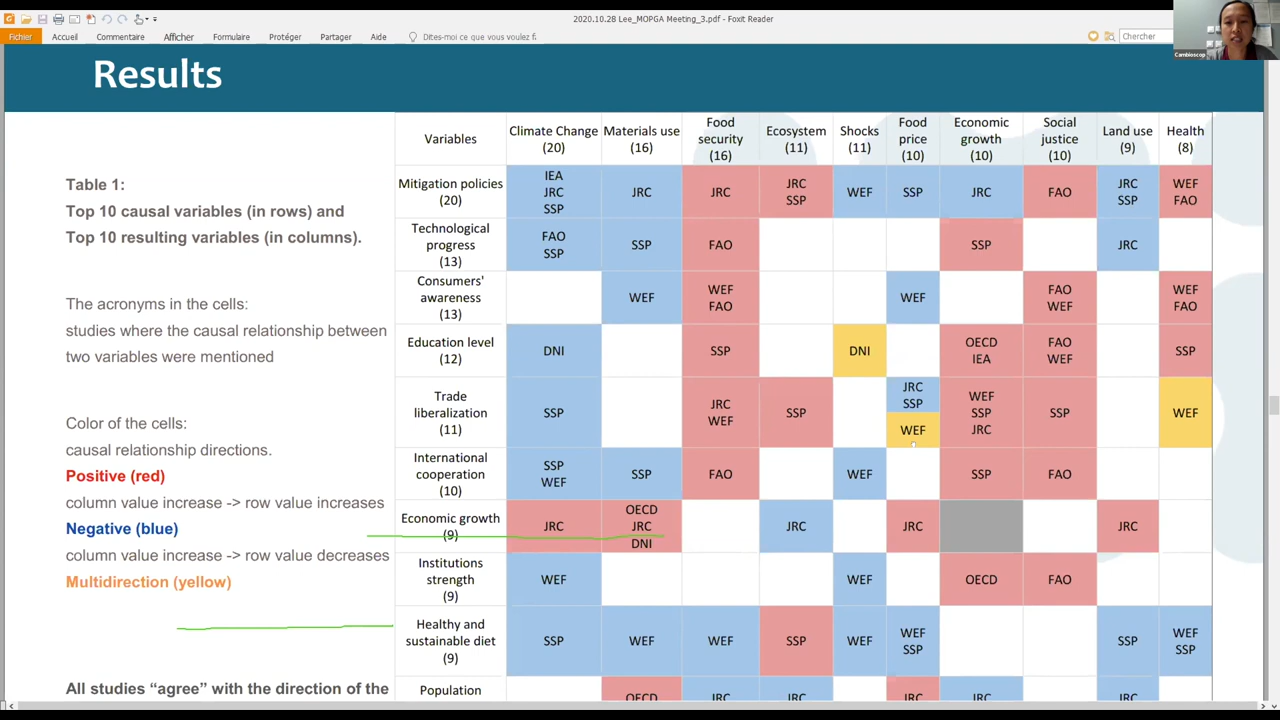 2020.10.28 Lee_MOPGA Meeting_3.pdf - Foxit Reader
Fichier Accueil Commentaire Afficher Formulaire Protéger Partager Aide Dites-moi ce que vous voulez f Chercher
Cambioscop
Results
Table 1:
Top 10 causal variables (in rows) and
Top 10 resulting variables (in columns).
The acronyms in the cells:
studies where the causal relationship between
two variables were mentioned
Color of the cells:
causal relationship directions.
Positive (red)
column value increase -> row value increases
Negative (blue)
column value increase -> row value decreases
Multidirection (yellow)
All studies “agree” with the direction of the
Variables
Climate Change
(20)
Materials use
(16)
Food
security
(16)
Ecosystem
(11)
Shocks
(11)
Food
price
(10)
Economic
growth
(10)
Social
justice
(10)
Land use
(9)
Health
(8)
Mitigation policies
(20)
IEA
JRC
SSP
JRC
JRC
JRC
SSP
WEF
SSP
JRC
FAO
JRC
SSP
WEF
FAO
Technological
progress
(13)
FAO
SSP
SSP
FAO
SSP
JRC
Consumers'
awareness
(13)
WEF
WEF
FAO
WEF
FAO
WEF
WEF
FAO
Education level
(12)
DNI
SSP
DNI
OECD
IEA
FAO
WEF
SSP
Trade
liberalization
(11)
SSP
JRC
WEF
SSP
JRC
SSP
WEF
WEF
SSP
JRC
SSP
WEF
International
cooperation
(10)
SSP
WEF
SSP
FAO
WEF
SSP
FAO
Economic growth
(9)
JRC
OECD
JRC
DNI
JRC
JRC
JRC
Institutions
strength
(9)
WEF
WEF
OECD
FAO
Healthy and
sustainable diet
(9)
SSP
WEF
WEF
SSP
WEF
WEF
SSP
SSP
WEF
SSP
Population
OECD
JRC
JRC
JRC
JRC
JRC